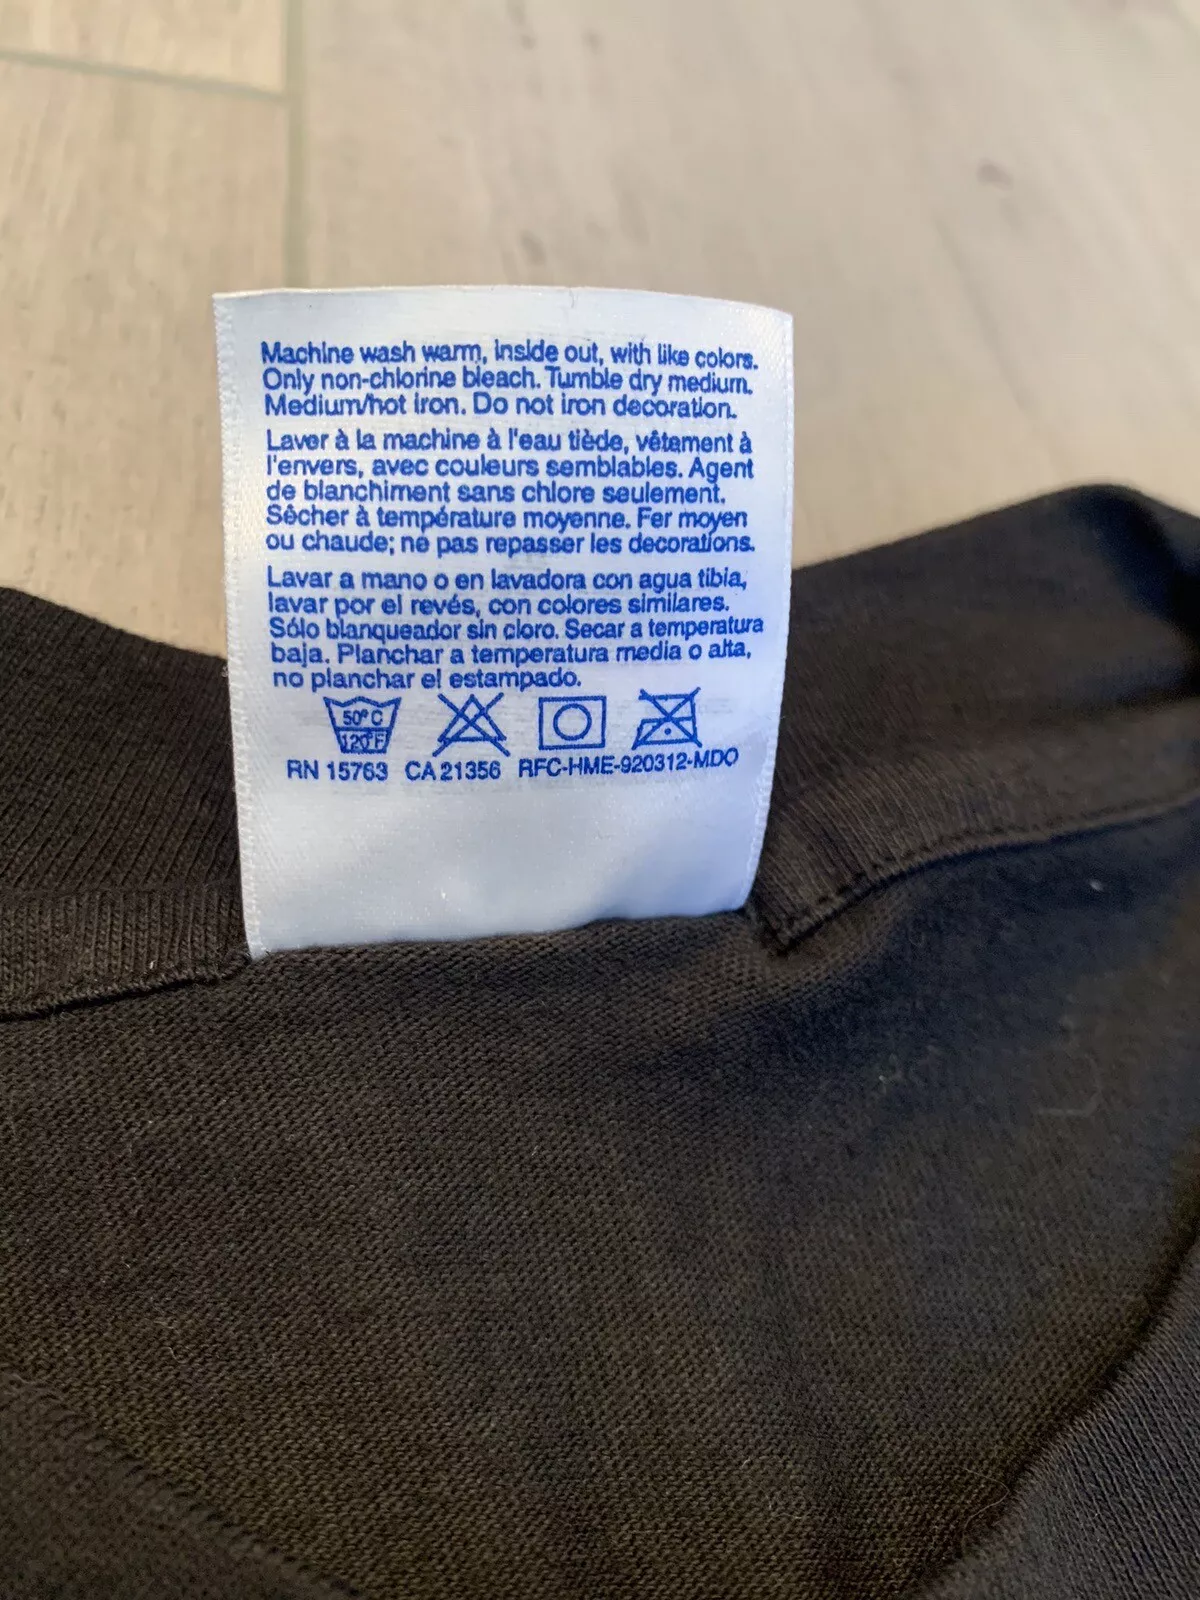 Machine wash warm, inside out, with like colors.
Only non-chlorine bleach. Tumble dry medium.
Medium/hot iron. Do not iron decoration.
Laver à la machine à l'eau tiède, vêtement à
l'envers, avec couleurs semblables. Agent
de blanchiment sans chlore seulement.
Sêcher à température moyenne. Fer moyen
ou chaude; ne pas repasser les decorations.
Lavar a mano o en lavadora con agua tibia,
lavar por el revés, con colores similares.
Sólo blanqueador sin cloro. Secar a temperatura
baja. Planchar a temperatura media o alta,
no planchar el estampado.
50°C
120°F
RN 15763 CA 21356 RFC-HME-920312-MDO